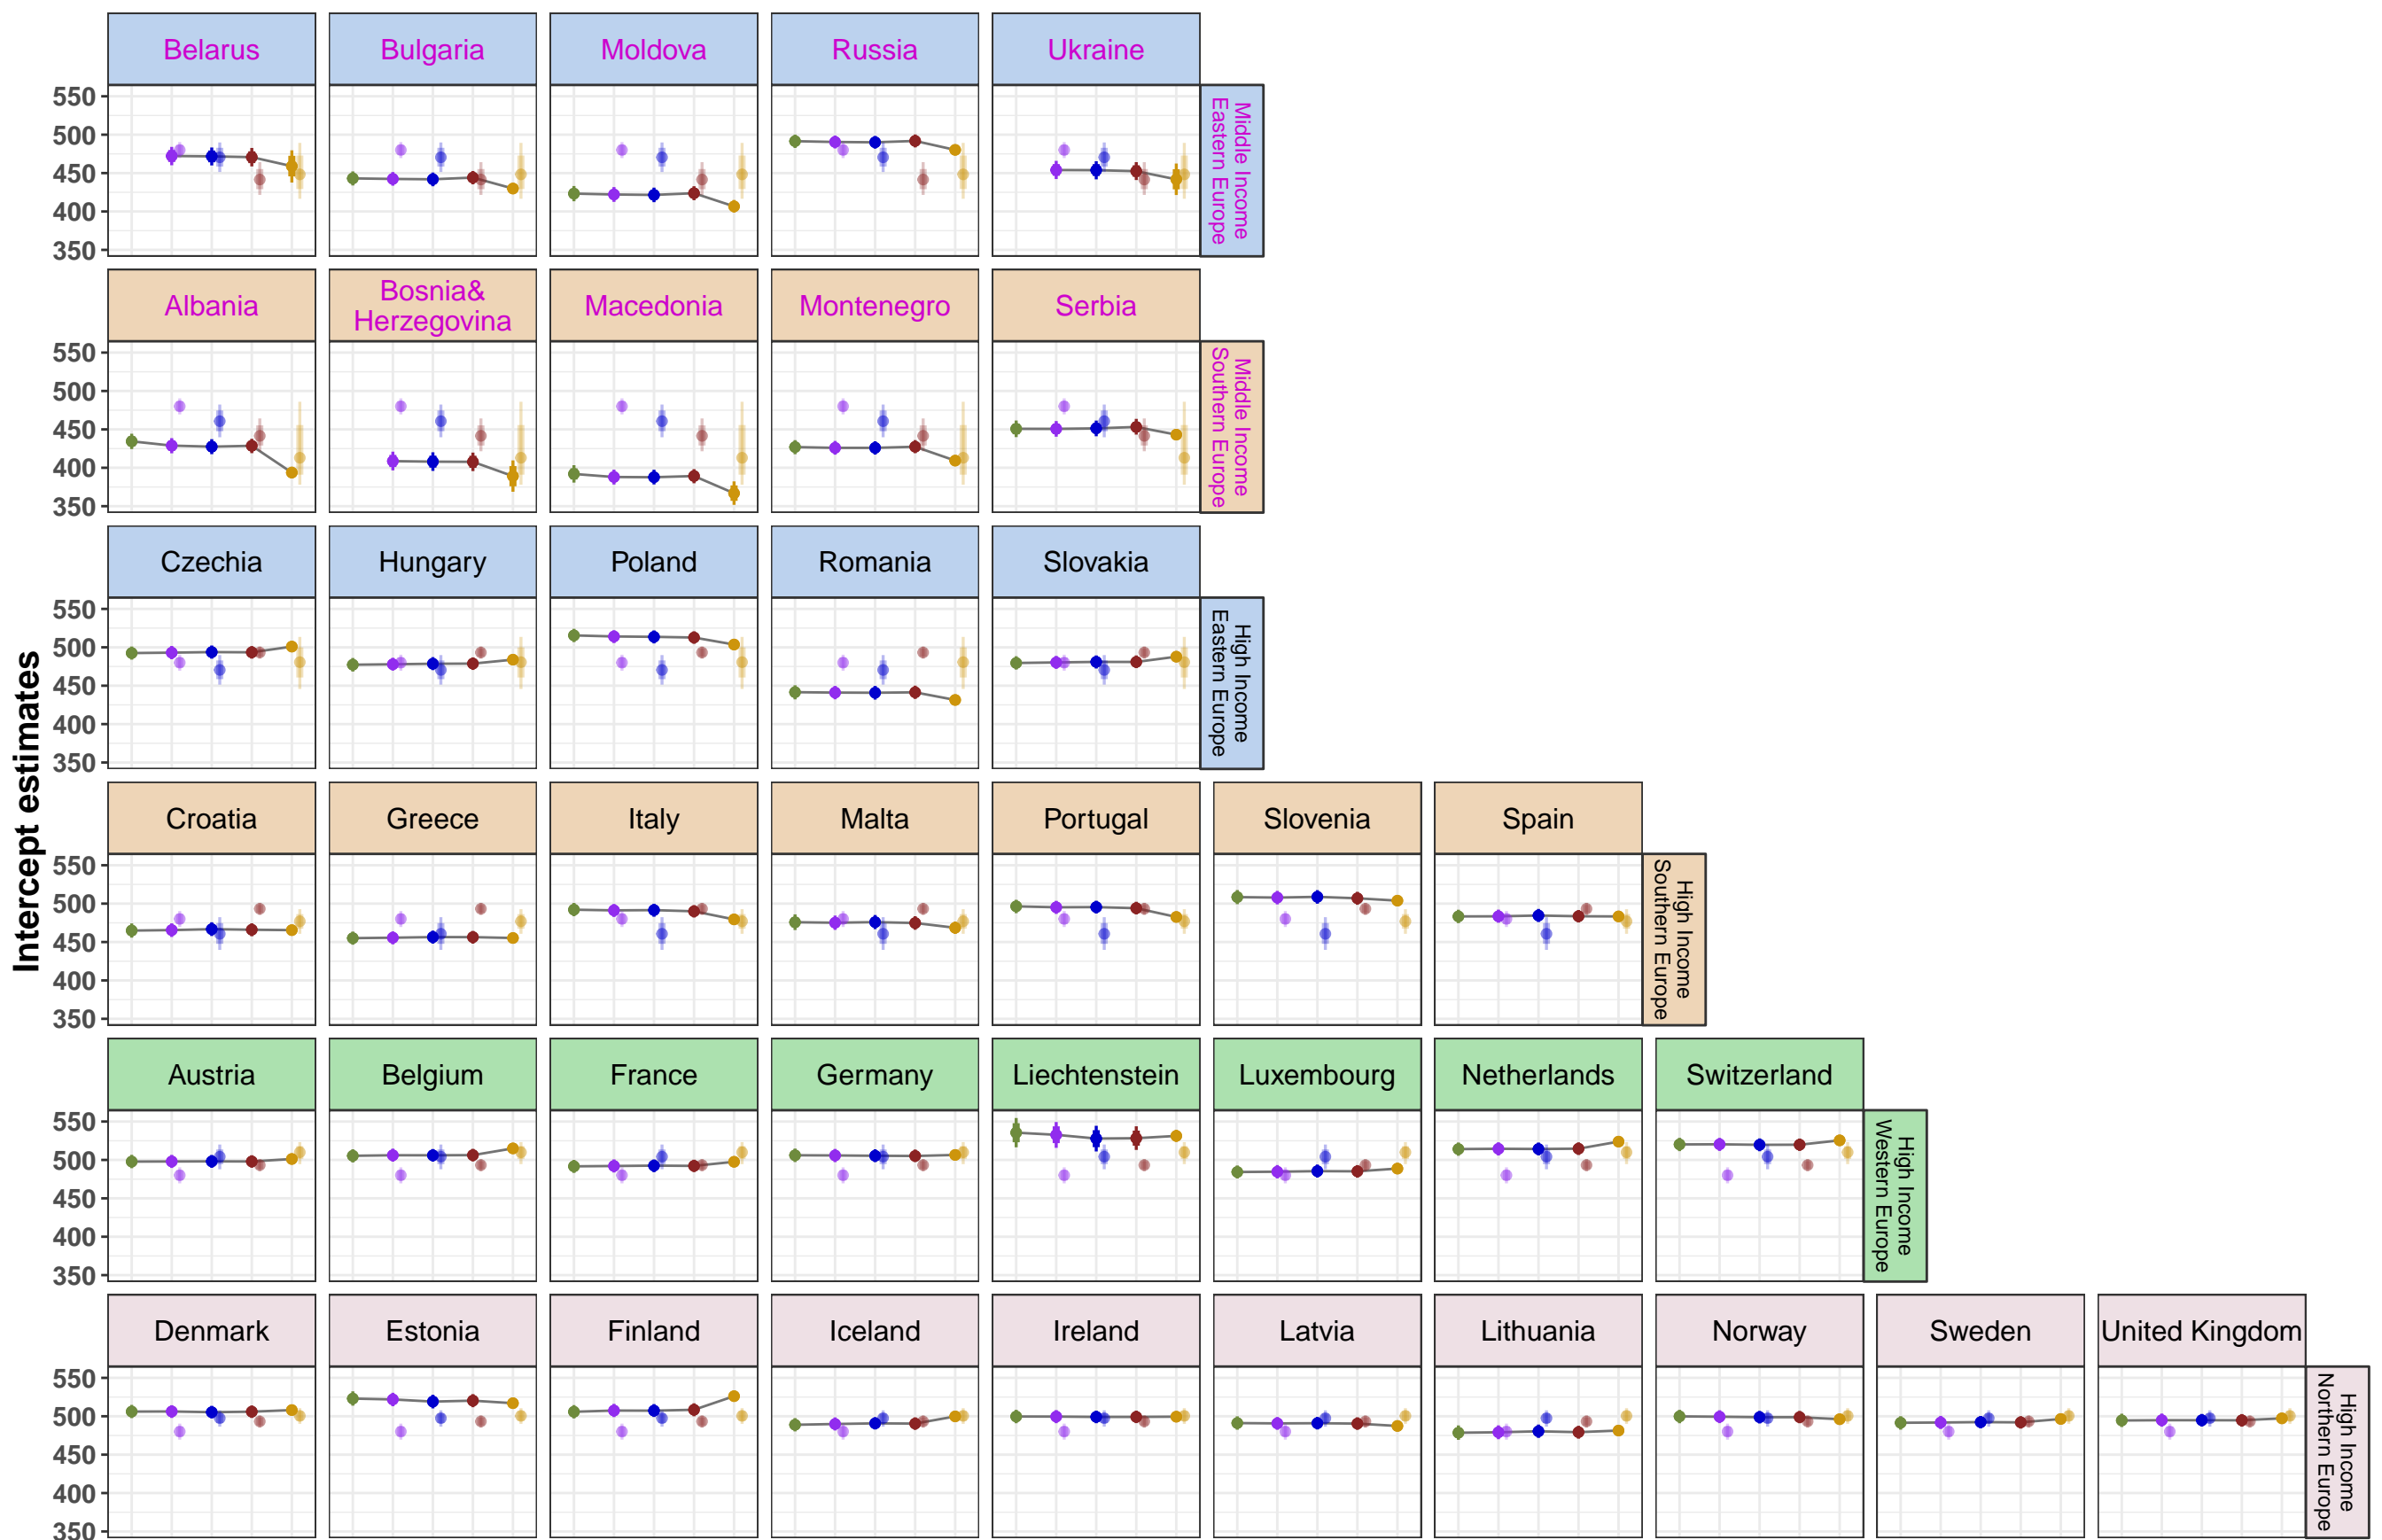 Intercept estimates
Belarus
Bulgaria
Moldova
Russia
Ukraine
550
500
450
400
350
Middle Income
Eastern Europe
Albania
Bosnia&
Herzegovina
Macedonia
Montenegro
Serbia
550
500
450
400
350
Middle Income
Southern Europe
Czechia
Hungary
Poland
Romania
Slovakia
550
500
450
400
350
High Income
Eastern Europe
Croatia
Greece
Italy
Malta
Portugal
Slovenia
Spain
550
500
450
400
350
High Income
Southern Europe
Austria
Belgium
France
Germany
Liechtenstein
Luxembourg
Netherlands
Switzerland
550
500
450
400
350
High Income
Western Europe
Denmark
Estonia
Finland
Iceland
Ireland
Latvia
Lithuania
Norway
Sweden
United Kingdom
550
500
450
400
350
High Income
Northern Europe